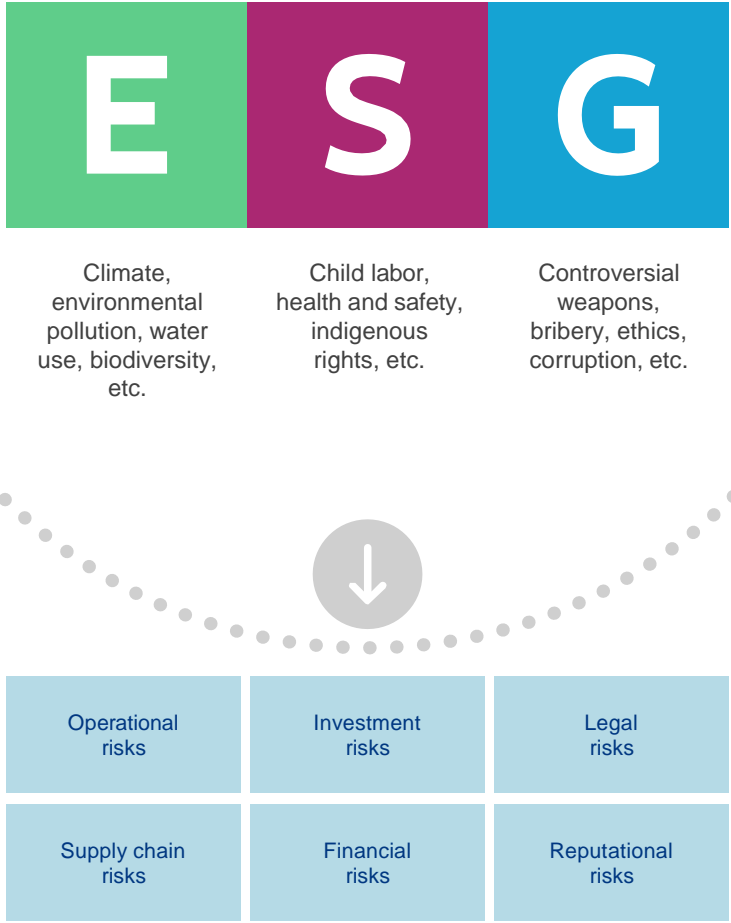 E S G
Climate,
environmental
pollution, water
use, biodiversity,
etc.
Child labor,
health and safety,
indigenous
rights, etc.
Controversial
weapons,
bribery, ethics,
corruption, etc.
Operational
risks
Investment
risks
Legal
risks
Supply chain
risks
Financial
risks
Reputational
risks